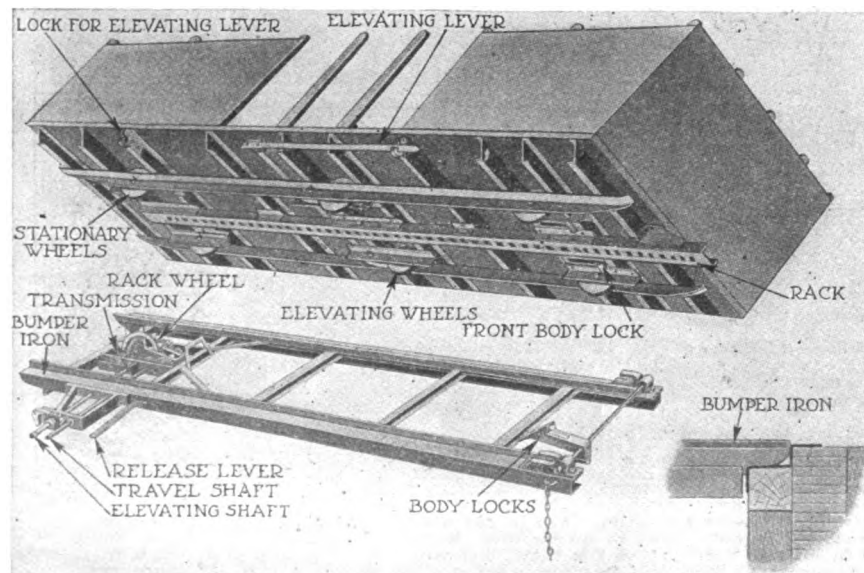 LOCK FOR ELEVATING LEVER
ELEVATING LEVER
STATIONARY
WHEELS
RACK WHEEL
TRANSMISSION
BUMPER
IRON
ELEVATING WHEELS
FRONT BODY LOCK
RACK
BUMPER IRON
RELEASE LEVER
TRAVEL SHAFT
ELEVATING SHAFT
BODY LOCKS